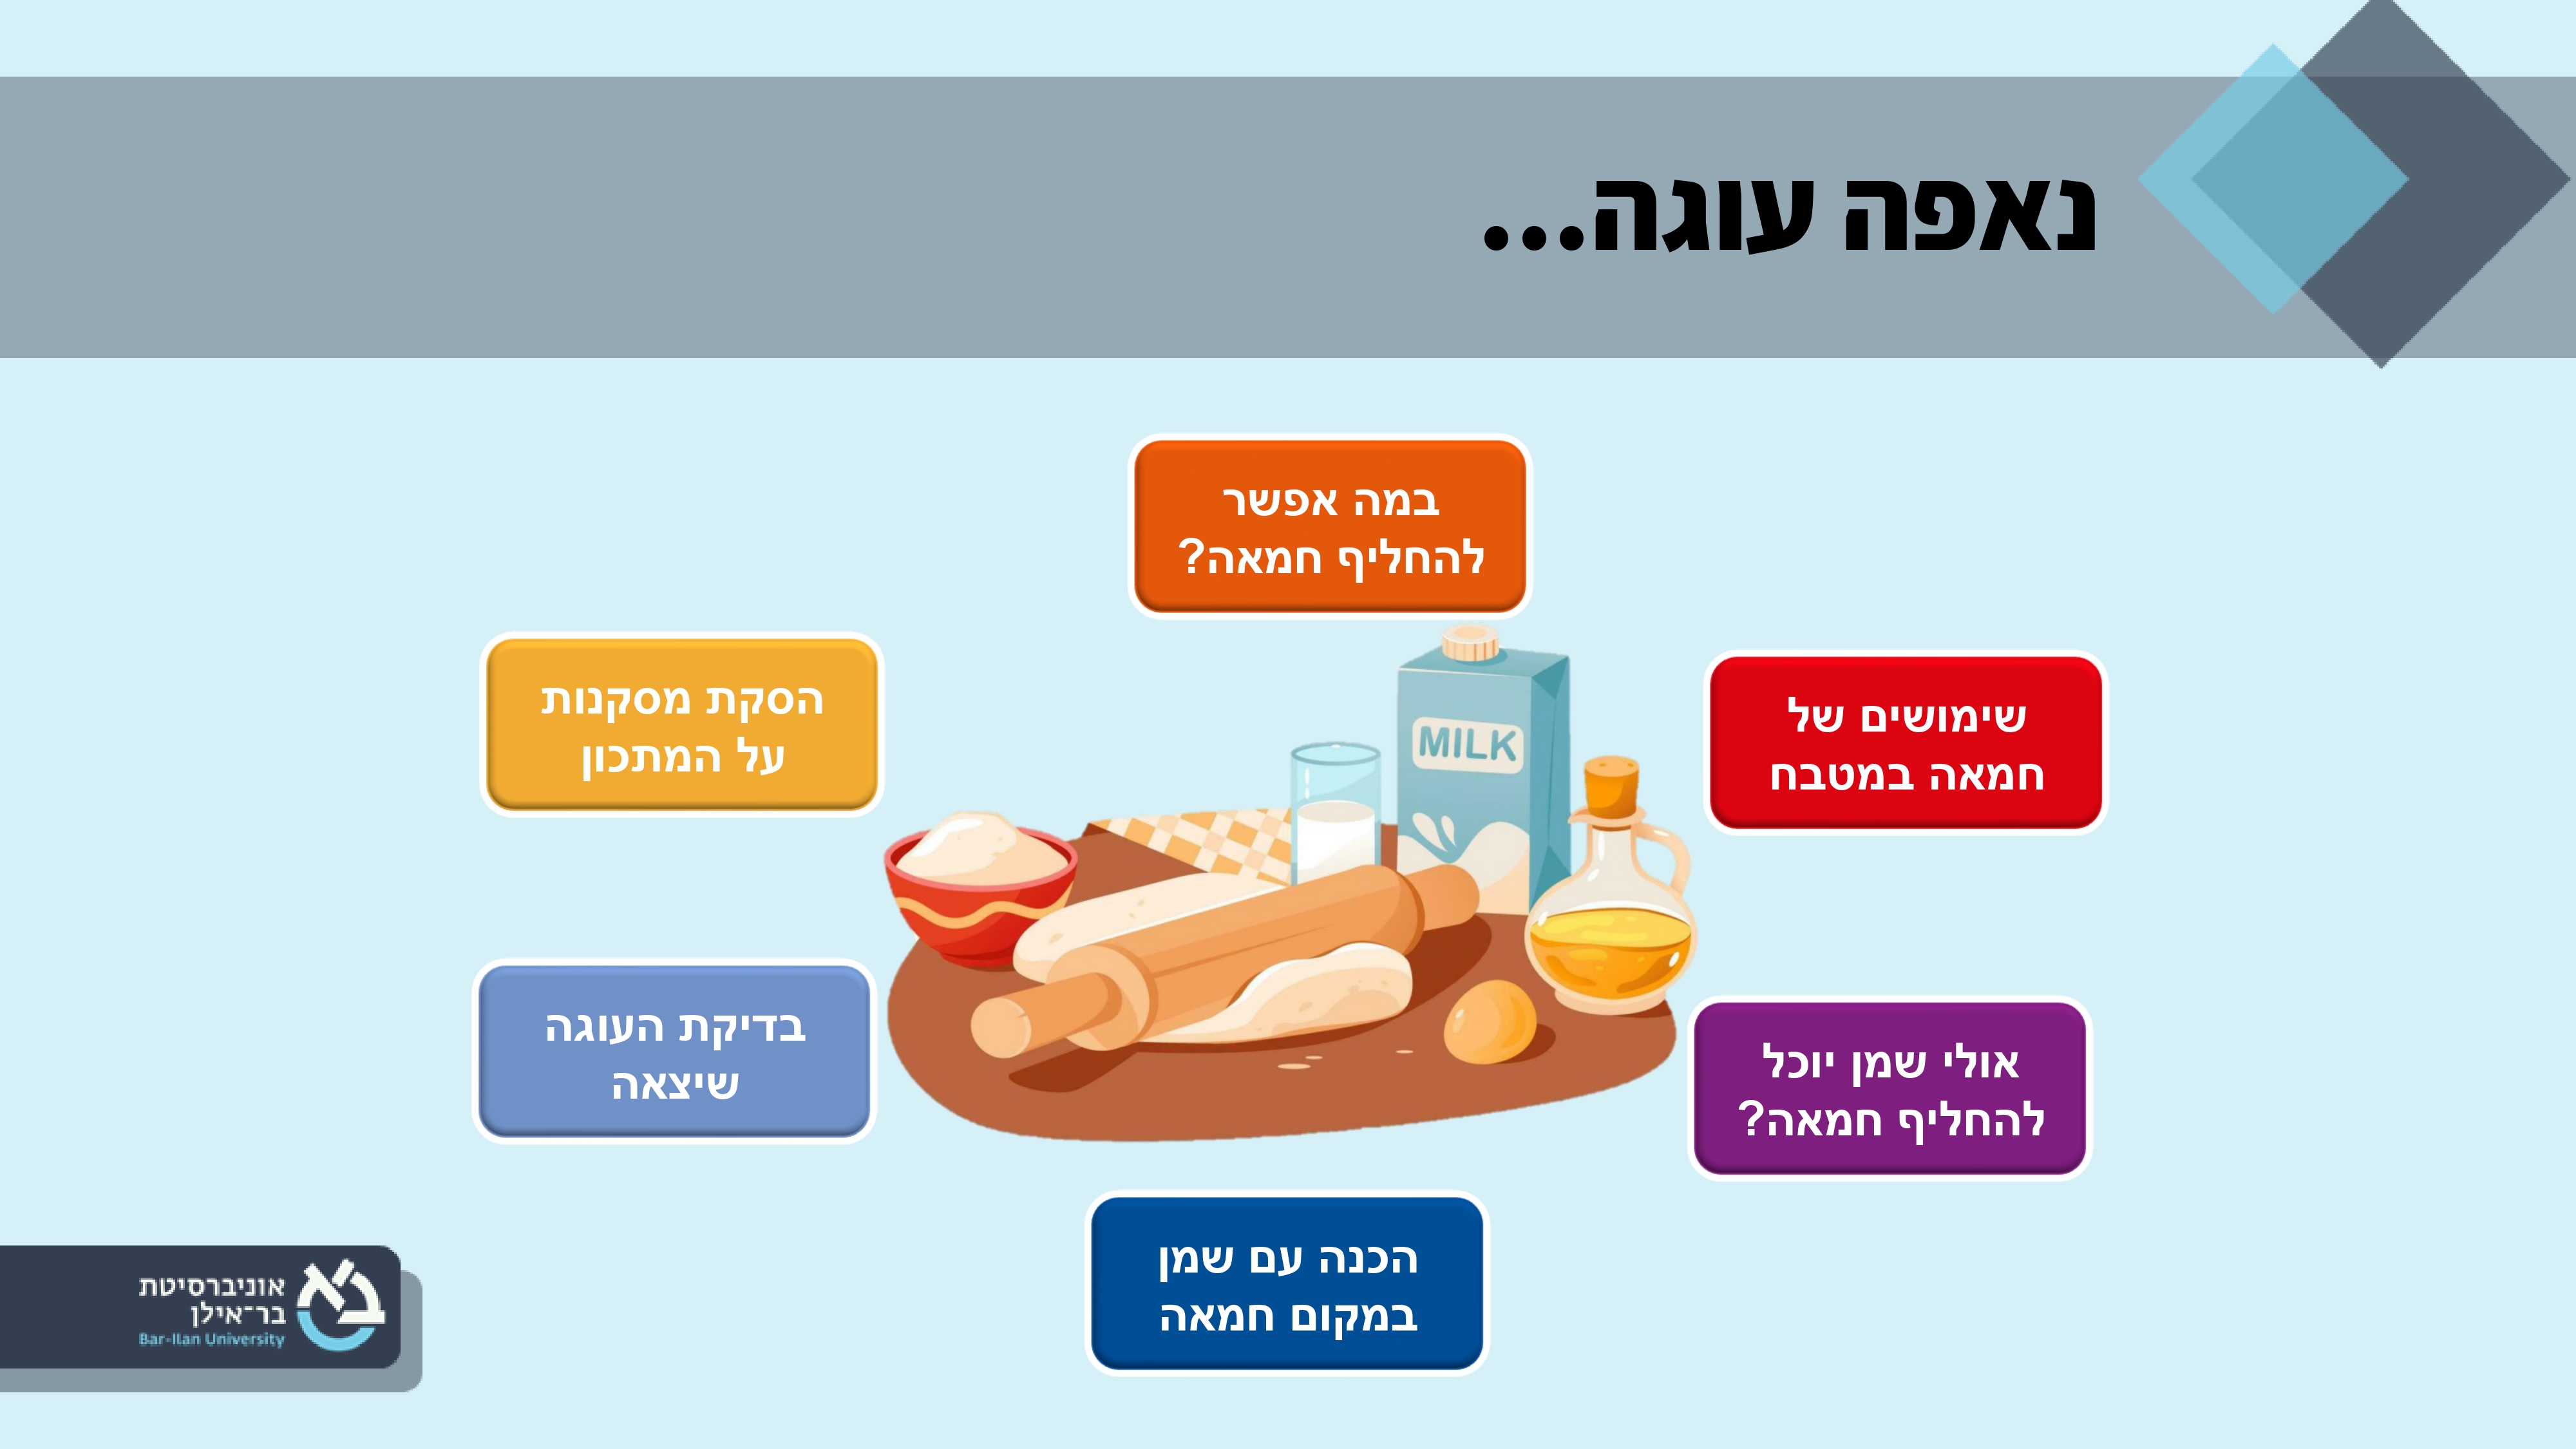 נאפה עוגה...
במה אפשר
להחליף חמאה?
שימושים של
חמאה במטבח
אולי שמן יוכל
להחליף חמאה?
הכנה עם שמן
במקום חמאה
בדיקת העוגה
שיצאה
הסקת מסקנות
על המתכון
MILK
אוניברסיטת
בר-אילן
Bar-Ilan University